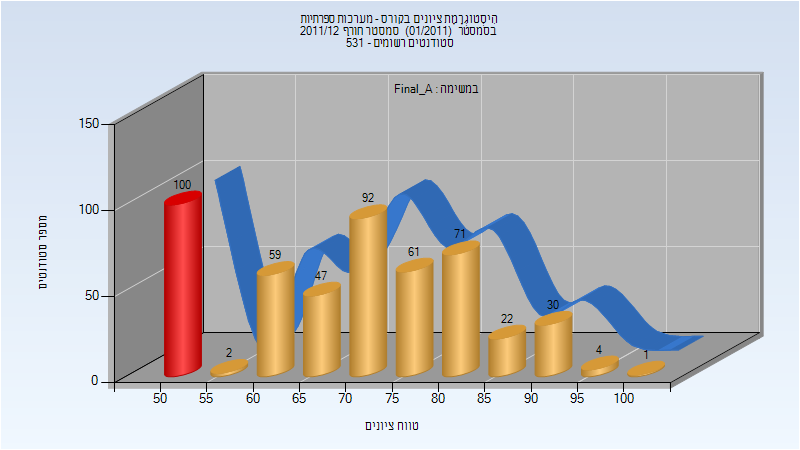 היסטוגרמת ציונים בקורס - מערכות ספרתיות
בסמסטר (01/2011) סמסטר חורף 2011/12
סטודנטים רשומים - 531
במשימה : Final_A
150
100
50
0
מספר סטודנטים
100
2
59
47
92
61
71
22
30
4
1
50 55 60 65 70 75 80 85 90 95 100
טווח ציונים